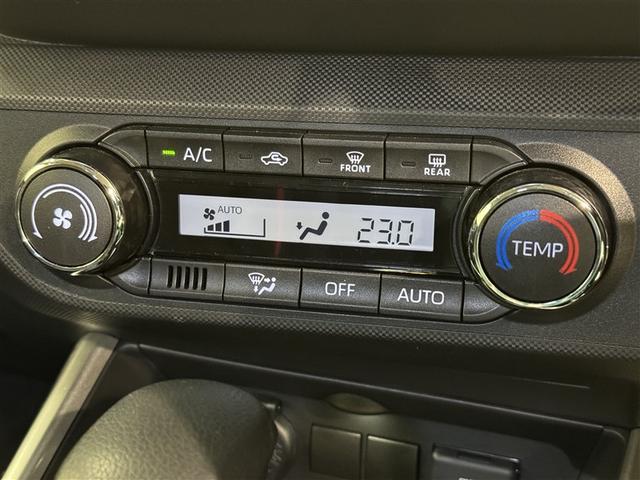 A/C
FRONT
REAR
AUTO
23.0
TEMP
OFF
AUTO